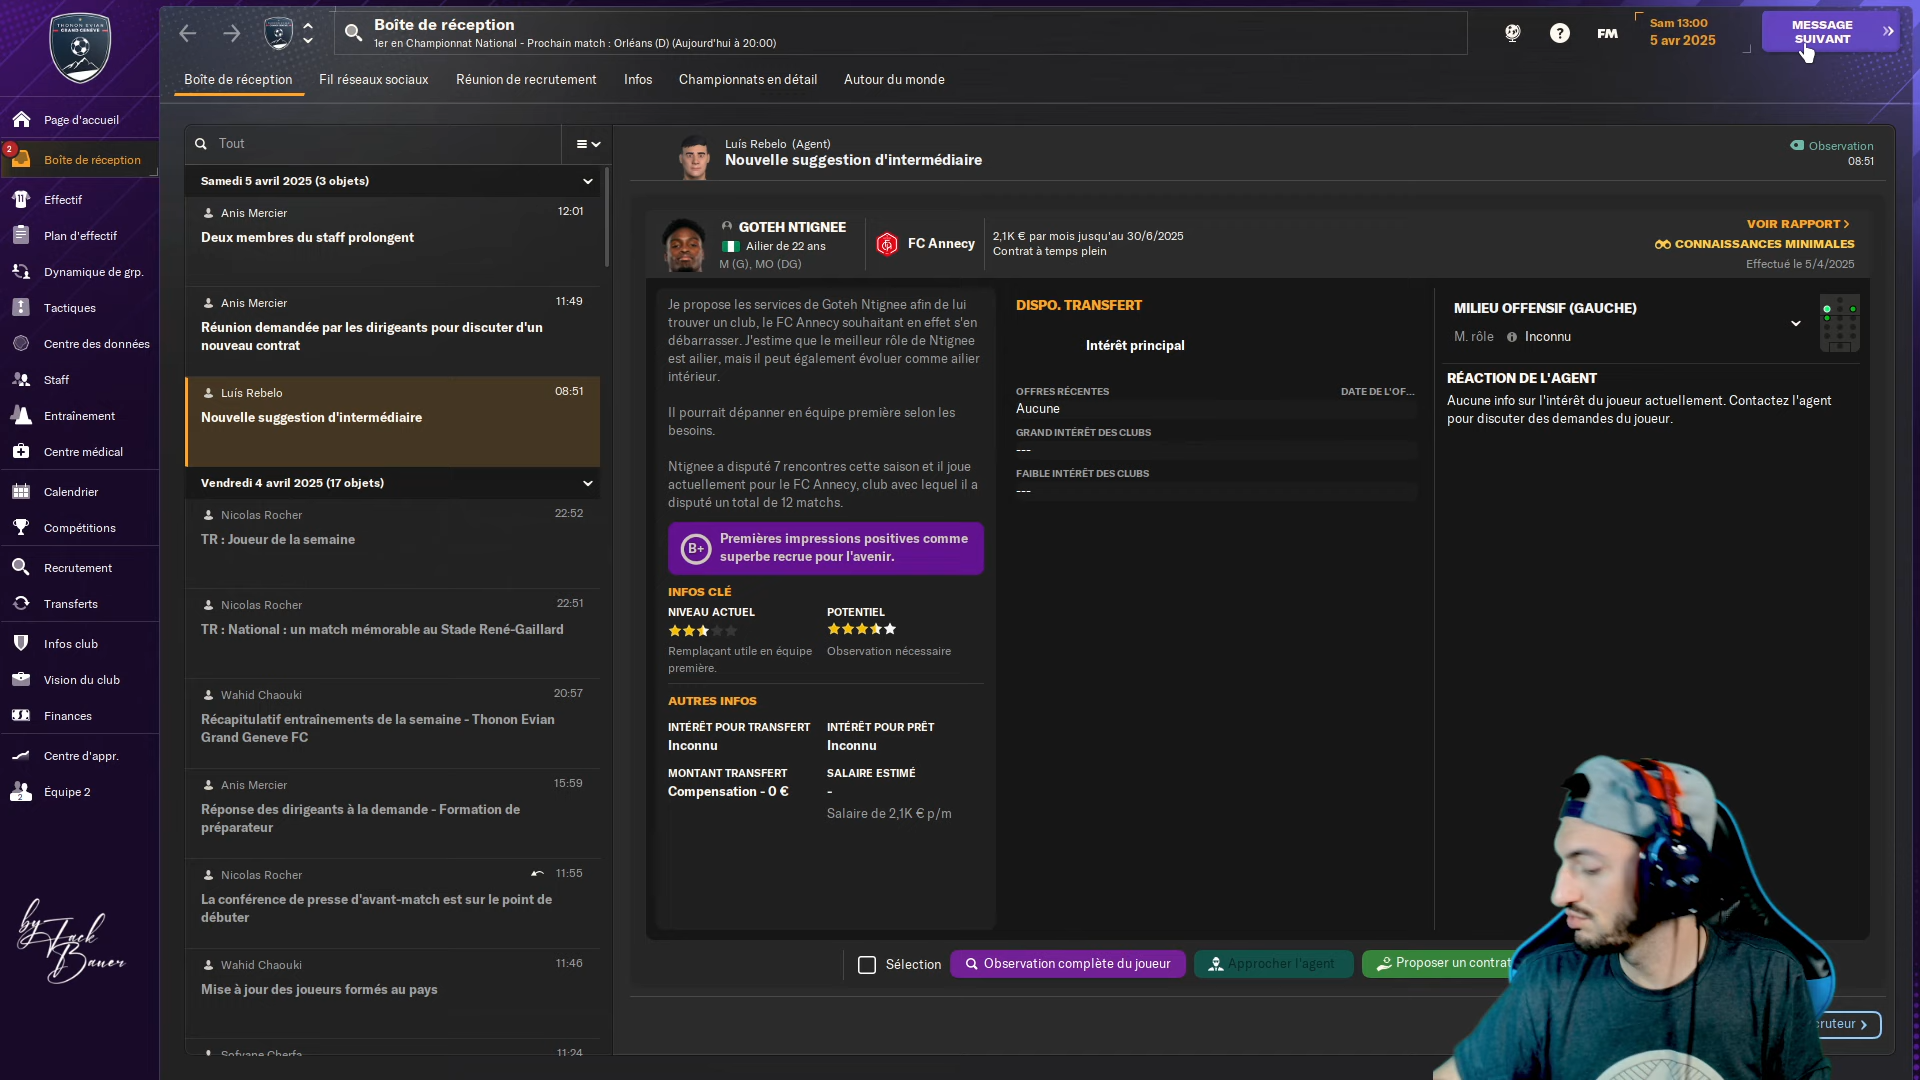 THONON EVIAN
GRAND GENEVE
Boîte de réception
1er en Championnat National - Prochain match : Orléans (D) (Aujourd'hui à 20:00)
FM
Sam 13:00
5 avr 2025
MESSAGE
SUIVANT
Boîte de réception
Fil réseaux sociaux
Réunion de recrutement
Infos
Championnats en détail
Autour du monde
Page d'accueil
2
Boîte de réception
Effectif
Plan d'effectif
Dynamique de grp.
Tactiques
Centre des données
Staff
Entraînement
Centre médical
Calendrier
Compétitions
Recrutement
Transferts
Infos club
Vision du club
Finances
Centre d'appr.
2
Équipe 2
by Jack
Bauer
Tout
Samedi 5 avril 2025 (3 objets)
Anis Mercier
12:01
Deux membres du staff prolongent
Anis Mercier
11:49
Réunion demandée par les dirigeants pour discuter d'un
nouveau contrat
Luís Rebelo
08:51
Nouvelle suggestion d'intermédiaire
Vendredi 4 avril 2025 (17 objets)
Nicolas Rocher
22:52
TR : Joueur de la semaine
Nicolas Rocher
22:51
TR : National : un match mémorable au Stade René-Gaillard
Wahid Chaouki
20:57
Récapitulatif entraînements de la semaine - Thonon Evian
Grand Geneve FC
Anis Mercier
15:59
Réponse des dirigeants à la demande - Formation de
préparateur
Nicolas Rocher
11:55
La conférence de presse d'avant-match est sur le point de
débuter
Wahid Chaouki
11:46
Mise à jour des joueurs formés au pays
Sofyane Cherfa
11:24
Luís Rebelo (Agent)
Nouvelle suggestion d'intermédiaire
Observation
08:51
GOTEH NTIGNEE
Ailier de 22 ans
M (G), MO (DG)
FC Annecy
2,1K € par mois jusqu'au 30/6/2025
Contrat à temps plein
VOIR RAPPORT >
CONNAISSANCES MINIMALES
Effectué le 5/4/2025
Je propose les services de Goteh Ntignee afin de lui
trouver un club, le FC Annecy souhaitant en effet s'en
débarrasser. J'estime que le meilleur rôle de Ntignee
est ailier, mais il peut également évoluer comme ailier
intérieur.
Il pourrait dépanner en équipe première selon les
besoins.
Ntignee a disputé 7 rencontres cette saison et il joue
actuellement pour le FC Annecy, club avec lequel il a
disputé un total de 12 matchs.
B+
Premières impressions positives comme
superbe recrue pour l'avenir.
INFOS CLÉ
NIVEAU ACTUEL
POTENTIEL
Remplaçant utile en équipe
première.
Observation nécessaire
AUTRES INFOS
INTÉRÊT POUR TRANSFERT
INTÉRÊT POUR PRÊT
Inconnu
Inconnu
MONTANT TRANSFERT
SALAIRE ESTIMÉ
Compensation - 0 €
-
Salaire de 2,1K € p/m
DISPO. TRANSFERT
Intérêt principal
OFFRES RÉCENTES
DATE DE L'OF...
Aucune
GRAND INTÉRÊT DES CLUBS
---
FAIBLE INTÉRÊT DES CLUBS
---
MILIEU OFFENSIF (GAUCHE)
M. rôle
Inconnu
RÉACTION DE L'AGENT
Aucune info sur l'intérêt du joueur actuellement. Contactez l'agent
pour discuter des demandes du joueur.
Sélection
Observation complète du joueur
Approcher l'agent
Proposer un contrat
cruteur >